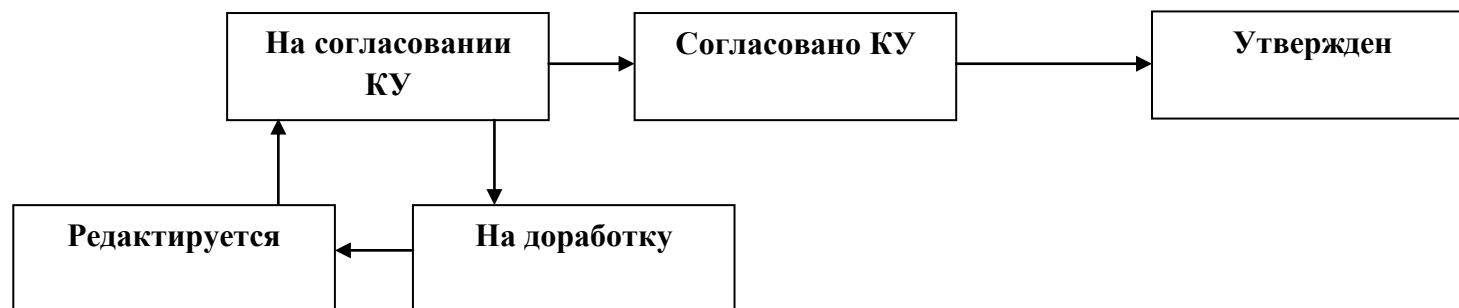 На согласовании
КУ
Согласовано КУ
Утвержден
Редактируется
На доработку